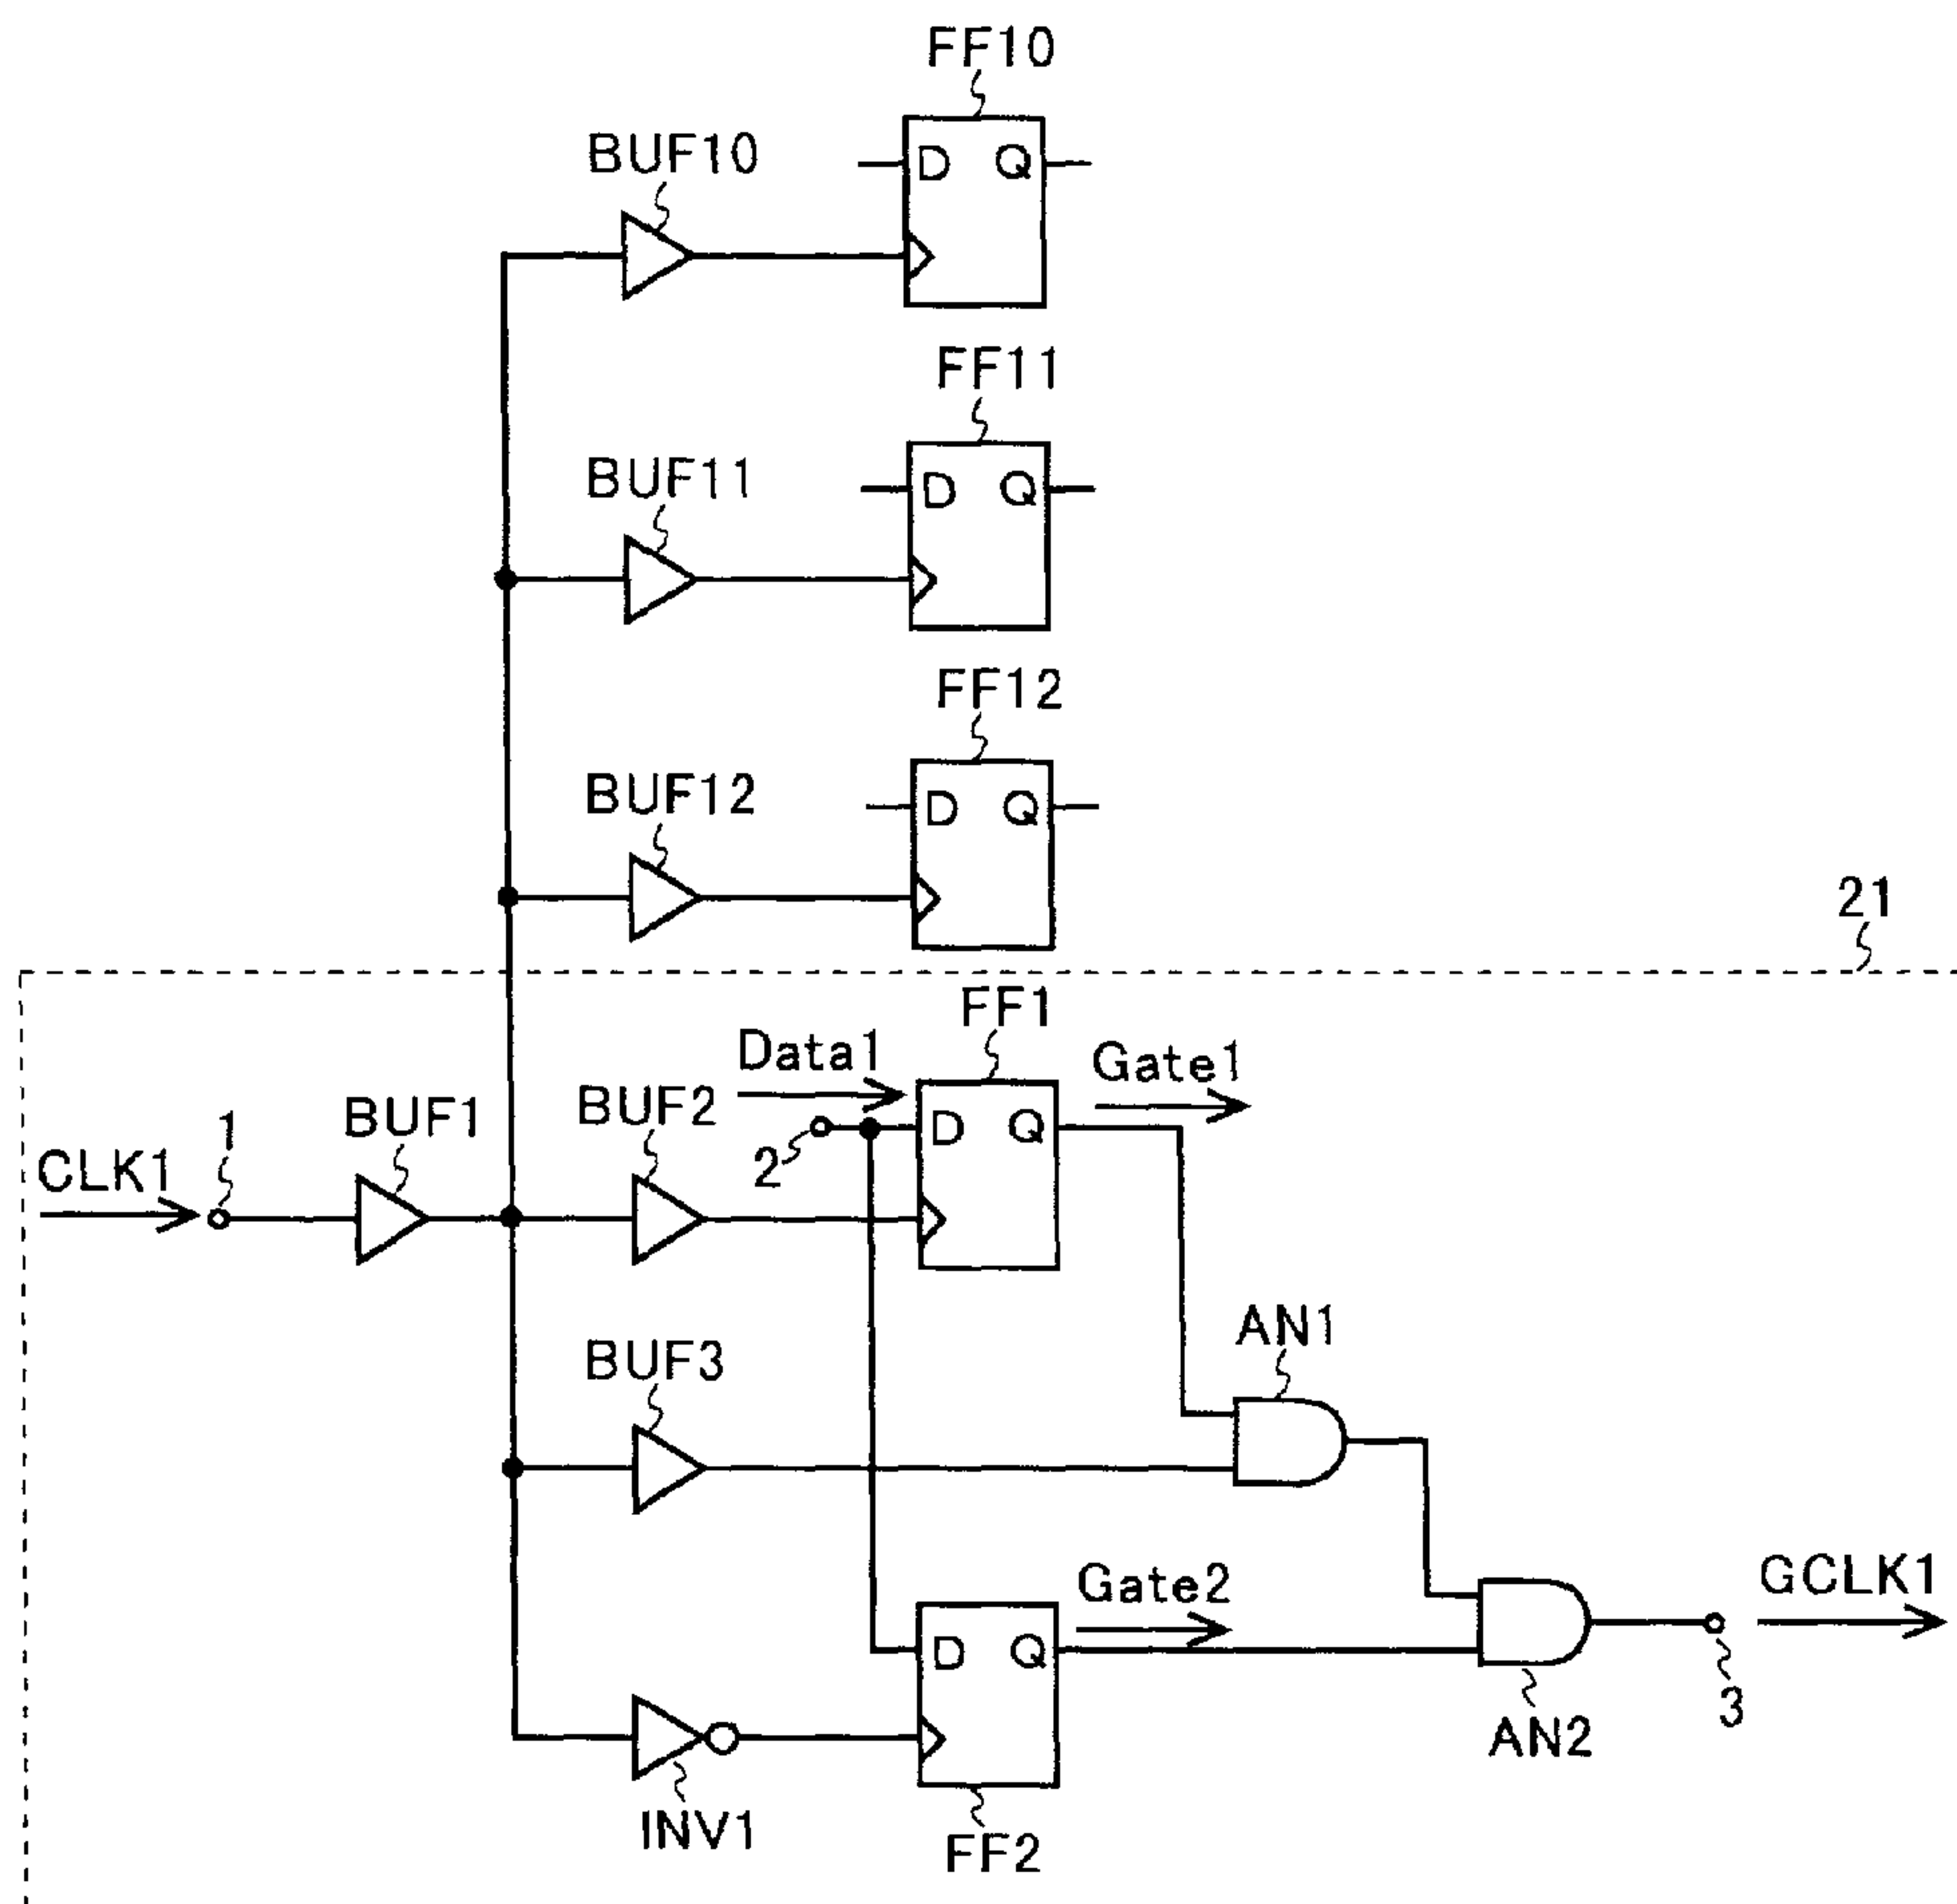 FF10
BUF10
D Q
FF11
BUF11
D Q
FF12
BUF12
D Q
21
FF1
Data1
Gate1
BUF2
BUF1
1
CLK1
2
D Q
AN1
BUF3
Gate2
GCLK1
D Q
3
AN2
INV1
FF2